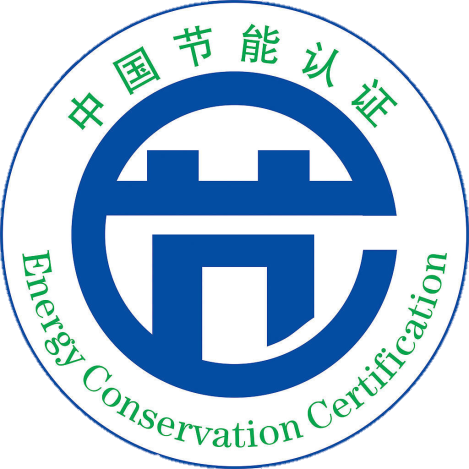 中国节能认证
Energy Conservation Certification